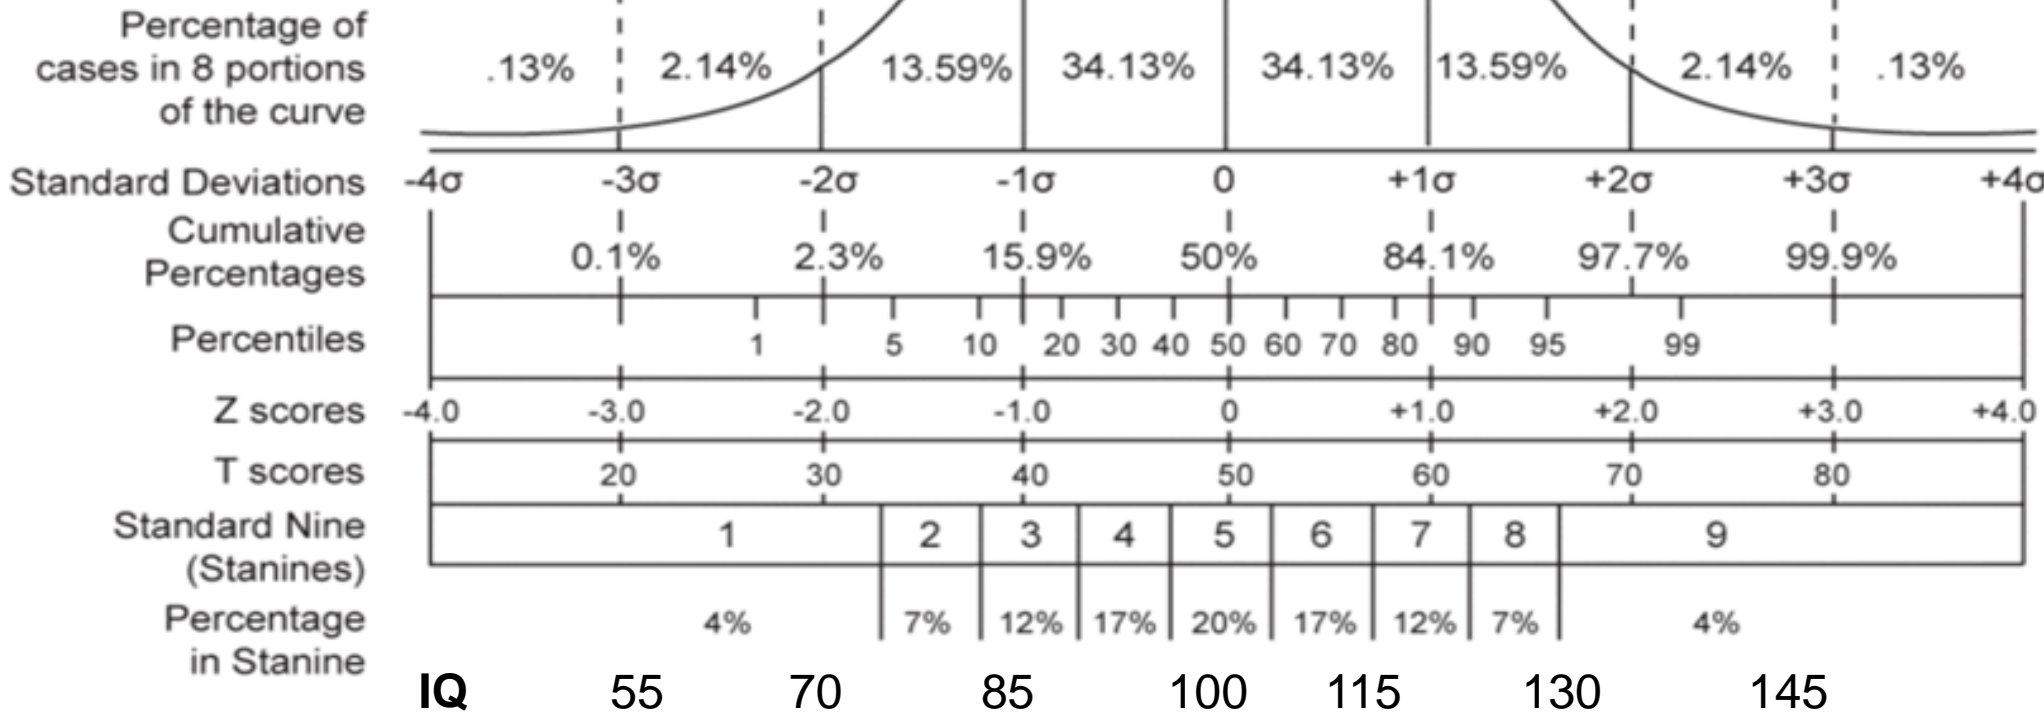 Percentage of
cases in 8 portions
of the curve
.13% 2.14% 13.59% 34.13% 34.13% 13.59% 2.14% .13%
Standard Deviations -4σ -3σ -2σ -1σ 0 +1σ +2σ +3σ +4σ
Cumulative
Percentages 0.1% 2.3% 15.9% 50% 84.1% 97.7% 99.9%
Percentiles 1 5 10 20 30 40 50 60 70 80 90 95 99
Z scores -4.0 -3.0 -2.0 -1.0 0 +1.0 +2.0 +3.0 +4.0
T scores 20 30 40 50 60 70 80
Standard Nine
(Stanines) 1 2 3 4 5 6 7 8 9
Percentage
in Stanine 4% 7% 12% 17% 20% 17% 12% 7% 4%
IQ 55 70 85 100 115 130 145